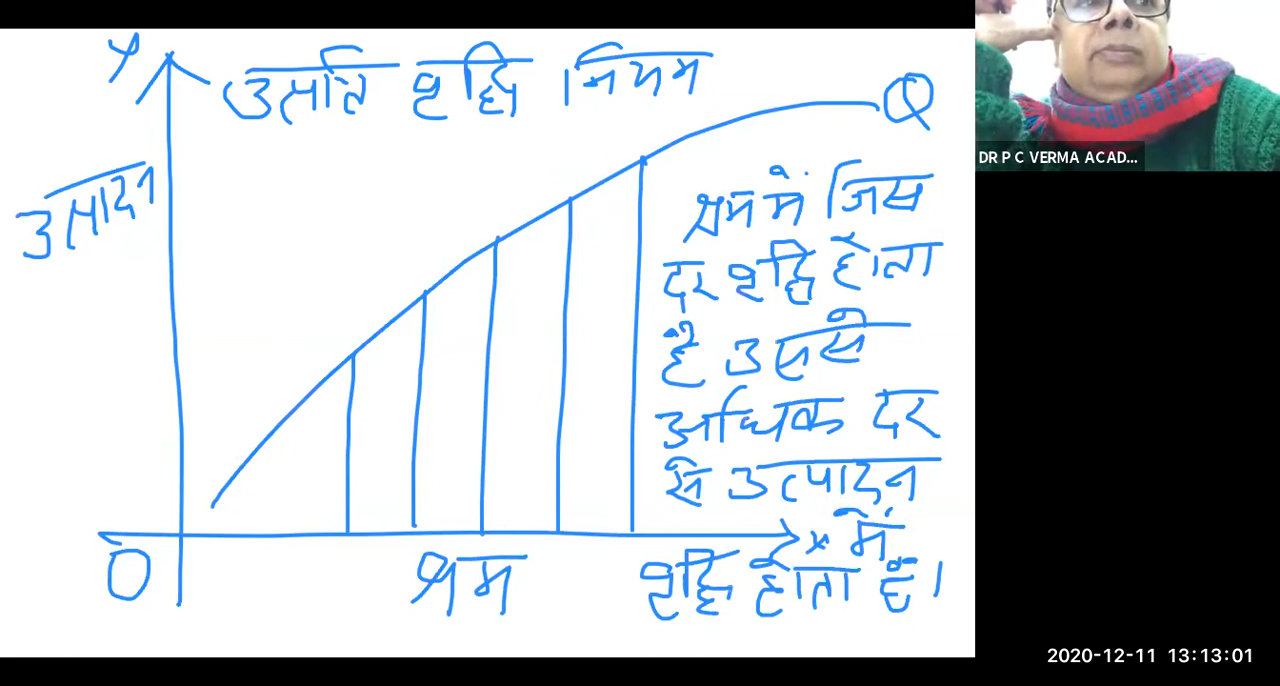 Y
उत्पत्ति वृद्धि नियम
Q
उत्पादन
श्रम में जिस
दर वृद्धि होता
है उससे
अधिक दर
से उत्पादन
X में
O श्रम वृद्धि होता है।
DR P C VERMA ACAD...
2020-12-11 13:13:01